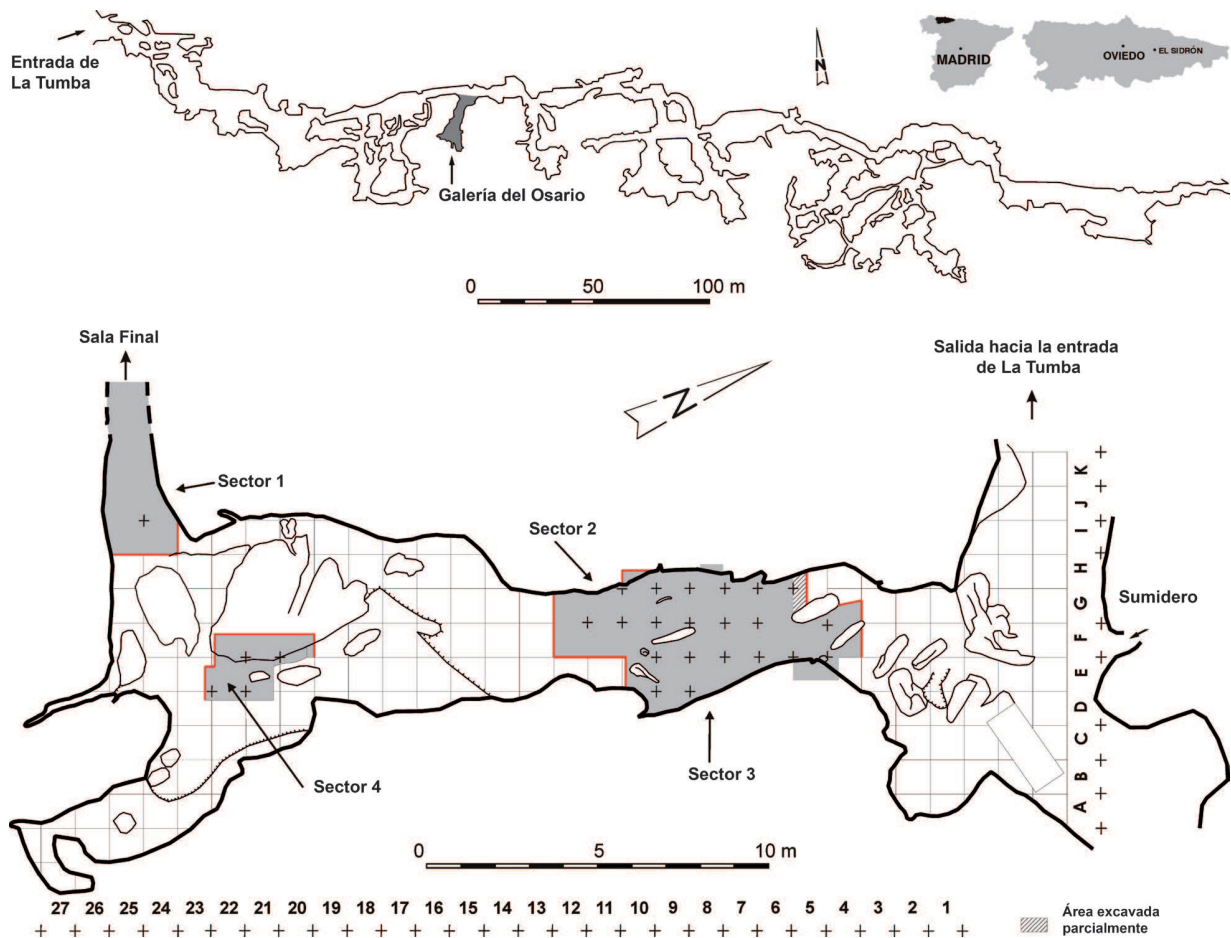 Entrada de
La Tumba
N
MADRID
OVIEDO
EL SIDRÓN
Galería del Osario
0 50 100 m
Sala Final
Salida hacia la entrada
de La Tumba
N
Sector 1
Sector 2
K
J
I
H
G
F
E
D
C
B
A
Sumidero
Sector 3
Sector 4
0 5 10 m
27 26 25 24 23 22 21 20 19 18 17 16 15 14 13 12 11 10 9 8 7 6 5 4 3 2 1
Área excavada
parcialmente